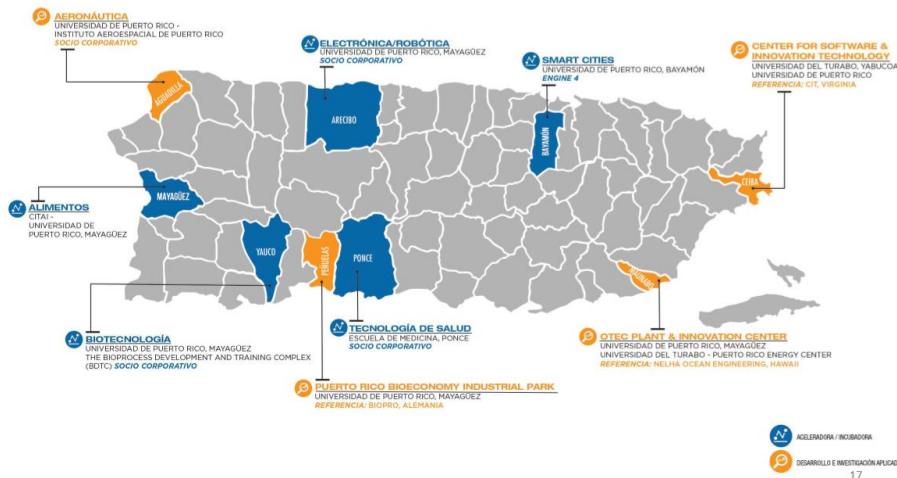 AERONÁUTICA
UNIVERSIDAD DE PUERTO RICO -
INSTITUTO AEROESPACIAL DE PUERTO RICO
SOCIO CORPORATIVO
ELECTRÓNICA/ROBÓTICA
UNIVERSIDAD DE PUERTO RICO, MAYAGÜEZ
SOCIO CORPORATIVO
SMART CITIES
UNIVERSIDAD DE PUERTO RICO, BAYAMÓN
ENGINE 4
CENTER FOR SOFTWARE &
INNOVATION TECHNOLOGY
UNIVERSIDAD DEL TURABO, YABUCOA
UNIVERSIDAD DE PUERTO RICO
REFERENCIA: CIT, VIRGINIA
AGUADILLA
ARECIBO
BAYAMÓN
CEIBA
MAYAGÜEZ
YAUCO
PEÑUELAS
PONCE
MAUNABO
ALIMENTOS
CITAI -
UNIVERSIDAD DE
PUERTO RICO, MAYAGÜEZ
BIOTECNOLOGÍA
UNIVERSIDAD DE PUERTO RICO, MAYAGÜEZ
THE BIOPROCESS DEVELOPMENT AND TRAINING COMPLEX
(BDTC) SOCIO CORPORATIVO
TECNOLOGÍA DE SALUD
ESCUELA DE MEDICINA, PONCE
SOCIO CORPORATIVO
OTEC PLANT & INNOVATION CENTER
UNIVERSIDAD DE PUERTO RICO, MAYAGÜEZ
UNIVERSIDAD DEL TURABO - PUERTO RICO ENERGY CENTER
REFERENCIA: NELHA OCEAN ENGINEERING, HAWAII
PUERTO RICO BIOECONOMY INDUSTRIAL PARK
UNIVERSIDAD DE PUERTO RICO, MAYAGÜEZ
REFERENCIA: BIOPRO, ALEMANIA
ACELERADORA / INCUBADORA
DESARROLLO E INVESTIGACIÓN APLICAD
17